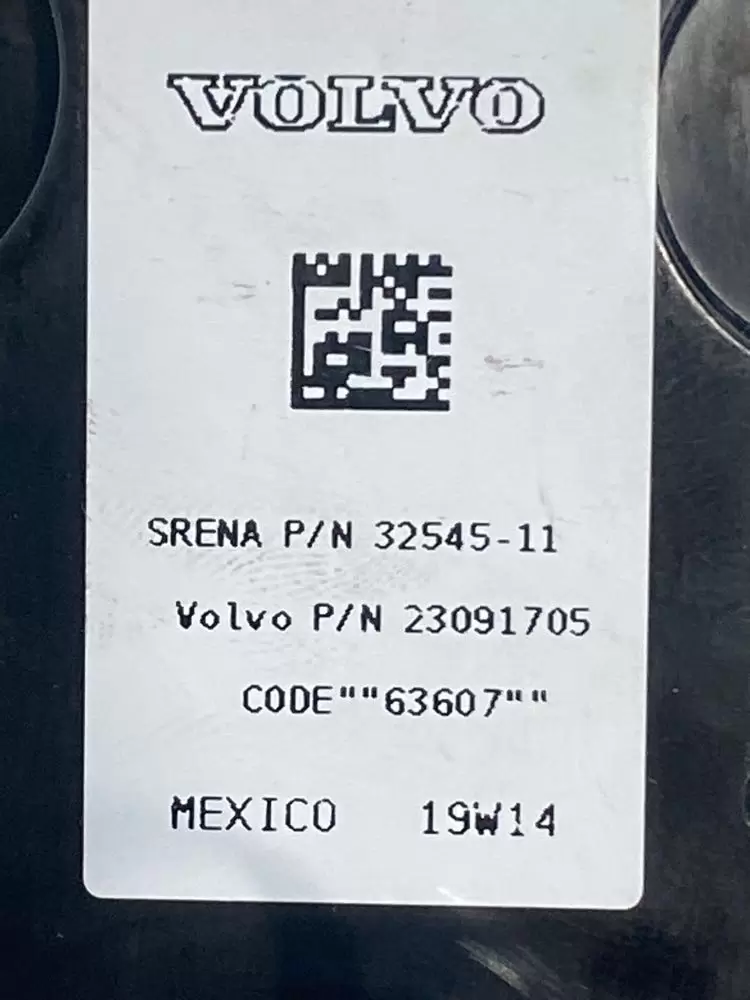 VOLVO
SRENA P/N 32545-11
Volvo P/N 23091705
CODE""63607""
MEXICO 19W14